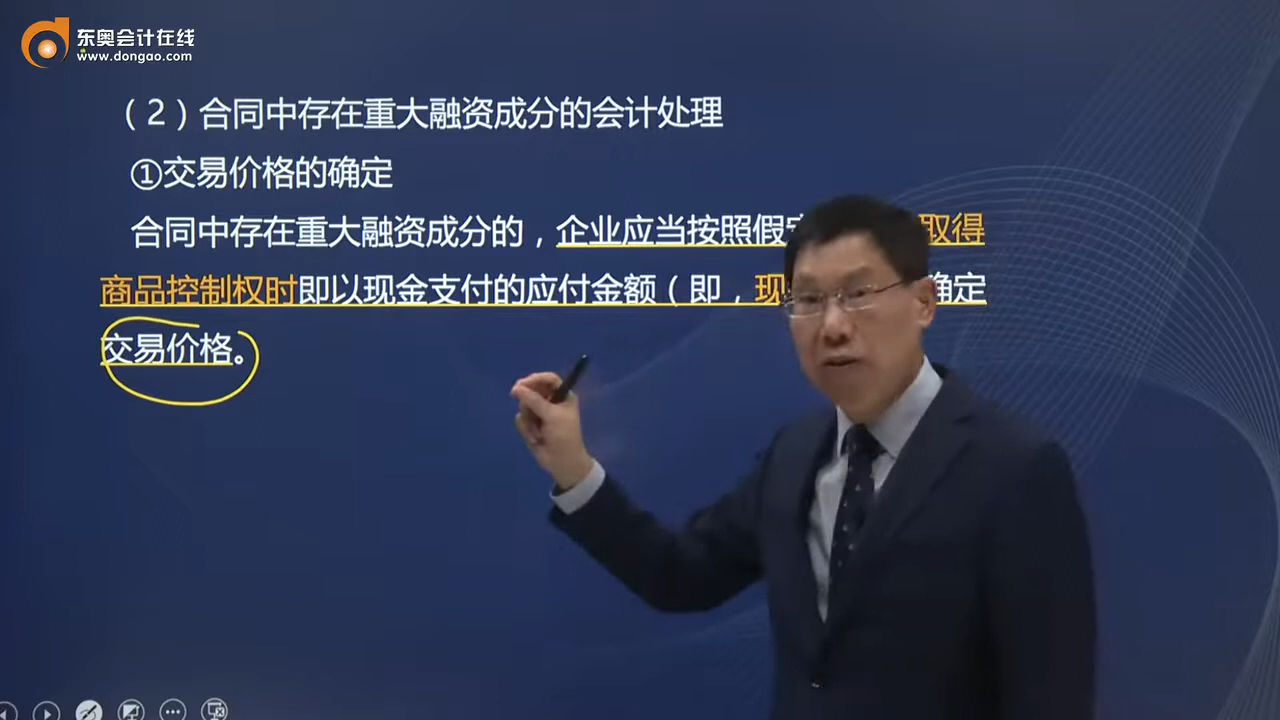 东奥会计在线
www.dongao.com
（2）合同中存在重大融资成分的会计处理
①交易价格的确定
合同中存在重大融资成分的，企业应当按照假 取得
商品控制权时即以现金支付的应付金额（即，现 确定
交易价格。